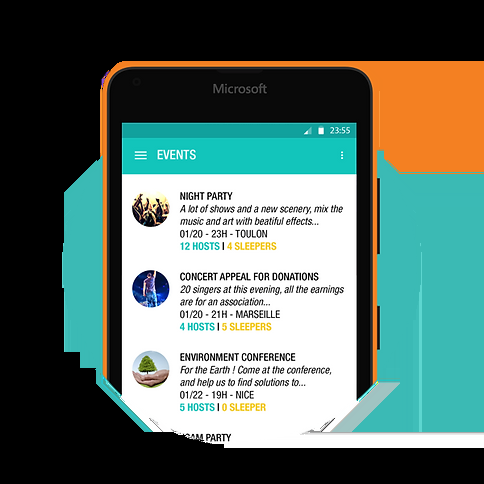 Microsoft
23:55
EVENTS
NIGHT PARTY
A lot of shows and a new scenery, mix the
music and art with beatiful effects...
01/20 - 23H - TOULON
12 HOSTS I 4 SLEEPERS
CONCERT APPEAL FOR DONATIONS
20 singers at this evening, all the earnings
are for an association...
01/20 - 21H - MARSEILLE
4 HOSTS I 5 SLEEPERS
ENVIRONMENT CONFERENCE
For the Earth ! Come at the conference,
and help us to find solutions to...
01/22 - 19H - NICE
5 HOSTS I 0 SLEEPER
PARTY